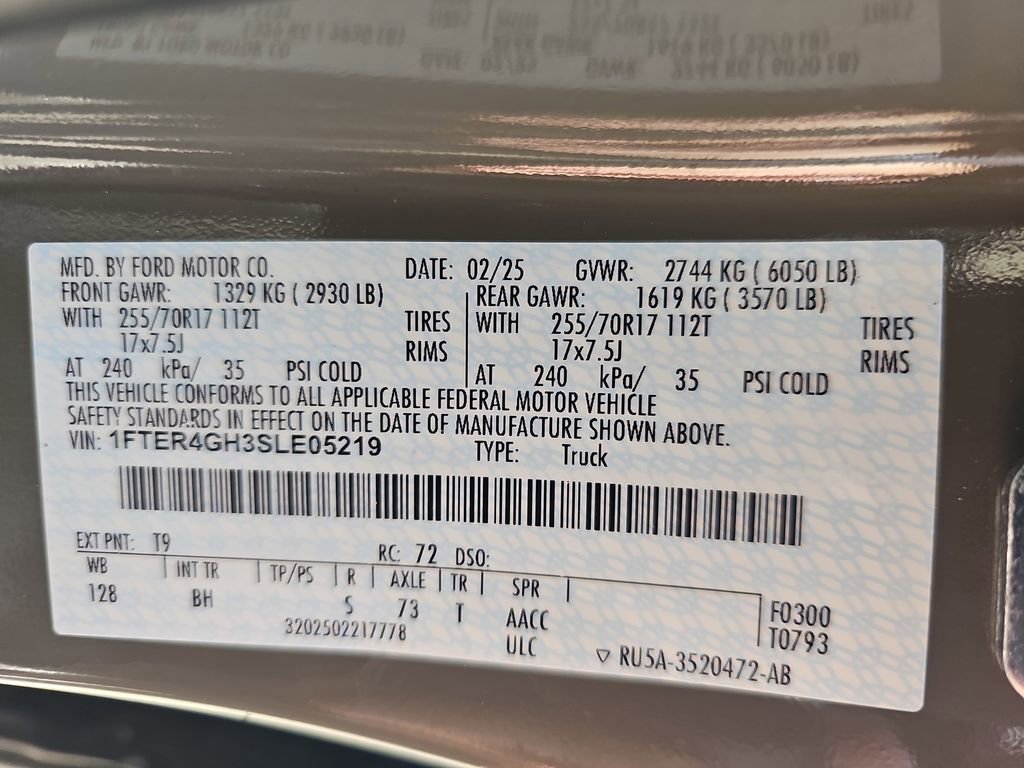 MFD. BY FORD MOTOR CO. DATE: 02/25 GVWR: 2744 KG ( 6050 LB)
FRONT GAWR: 1329 KG ( 2930 LB) REAR GAWR: 1619 KG ( 3570 LB)
WITH 255/70R17 112T TIRES WITH 255/70R17 112T TIRES
17x7.5J RIMS 17x7.5J RIMS
AT 240 kPa/ 35 PSI COLD AT 240 kPa/ 35 PSI COLD
THIS VEHICLE CONFORMS TO ALL APPLICABLE FEDERAL MOTOR VEHICLE
SAFETY STANDARDS IN EFFECT ON THE DATE OF MANUFACTURE SHOWN ABOVE.
VIN: 1FTER4GH3SLE05219 TYPE: Truck
EXT PNT: T9 RC: 72 DSO:
WB INT TR TP/PS R AXLE TR SPR
128 BH S 73 T AACC F0300
3202502217778 ULC T0793
▽ RU5A-3520472-AB